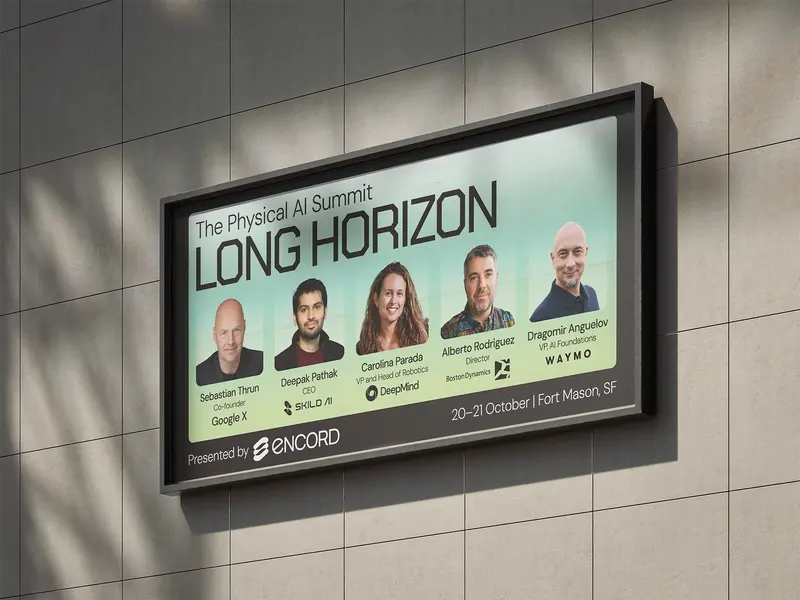 The Physical AI Summit
LONG HORIZON
Sebastian Thrun
Co-founder
Google X
Deepak Pathak
CEO
SKILD AI
Carolina Parada
VP and Head of Robotics
DeepMind
Alberto Rodriguez
Director
Boston Dynamics
Dragomir Anguelov
VP, AI Foundations
WAYMO
Presented by ENCORD
20–21 October | Fort Mason, SF